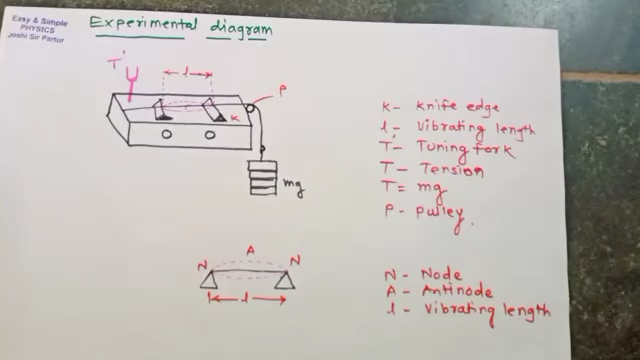 Easy & Simple
PHYSICS
Joshi Sir Partur
Experimental diagram
T'
l
P
K
mg
K - Knife edge
l - Vibrating length
T - Tuning fork
T - Tension
T = mg
P - pulley.
A
N
N
l
N - Node
A - Antinode
l - Vibrating length